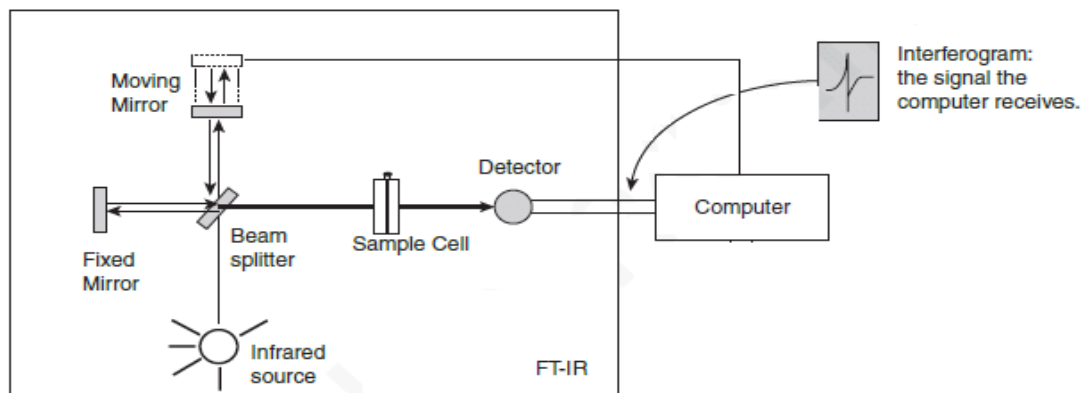 Moving
Mirror
Interferogram:
the signal the
computer receives.
Detector
Computer
Fixed
Mirror
Beam
splitter
Sample Cell
Infrared
source
FT-IR